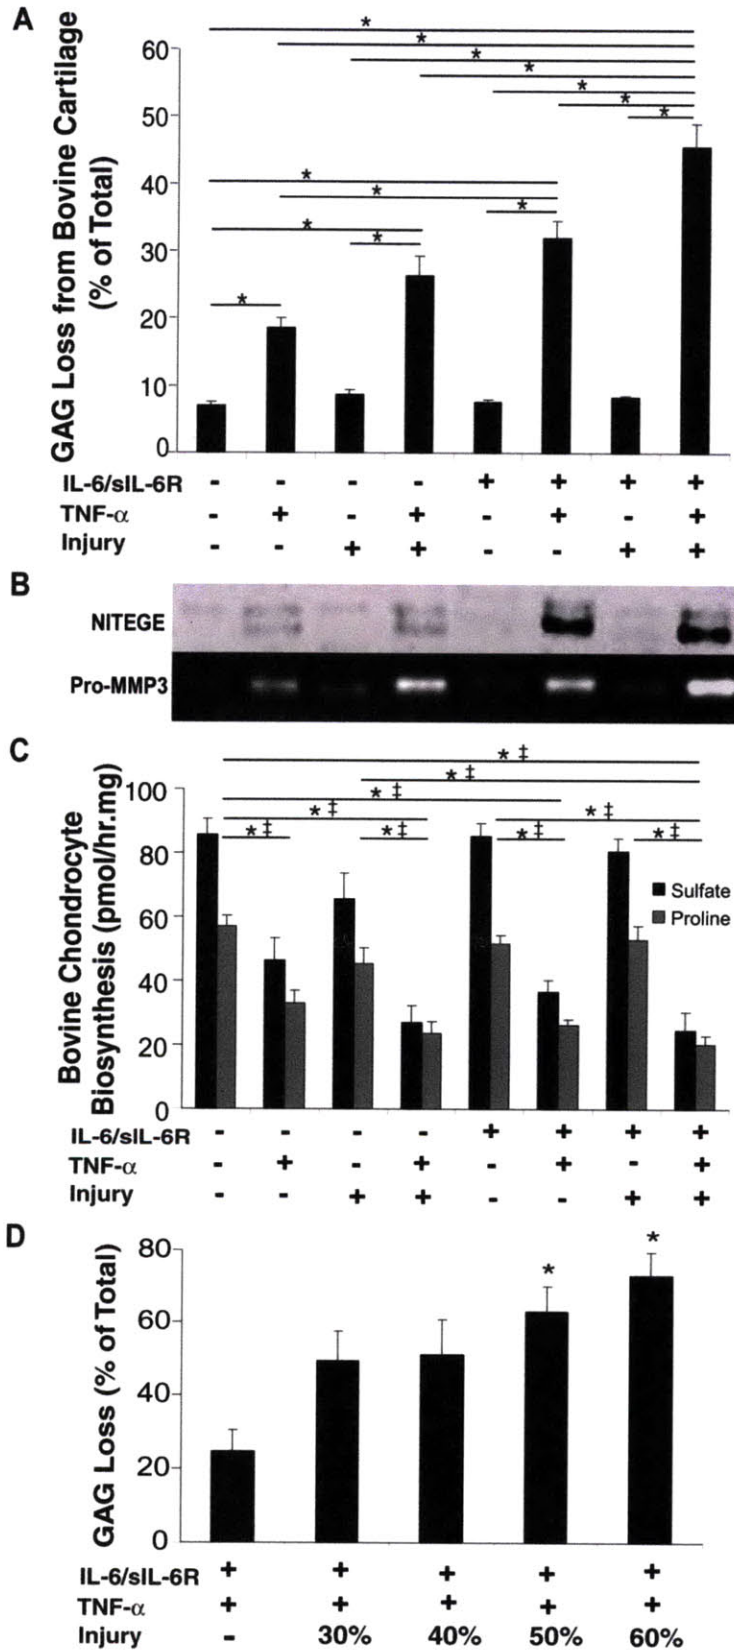 A
GAG Loss from Bovine Cartilage
(% of Total)
60
50
40
30
20
10
0
* * * * * * *
* * *
* *
*
IL-6/sIL-6R - - - - + + + +
TNF-α - + - + - + - +
Injury - - + + - - + +
B
NITEGE
Pro-MMP3
C
Bovine Chondrocyte
Biosynthesis (pmol/hr.mg)
100
80
60
40
20
0
* ‡
* ‡
* ‡
* ‡ * ‡
* ‡ * ‡ * ‡ * ‡
Sulfate
Proline
IL-6/sIL-6R - - - - + + + +
TNF-α - + - + - + - +
Injury - - + + - - + +
D
GAG Loss (% of Total)
80
60
40
20
0
* *
IL-6/sIL-6R + + + + +
TNF-α + + + + +
Injury - 30% 40% 50% 60%